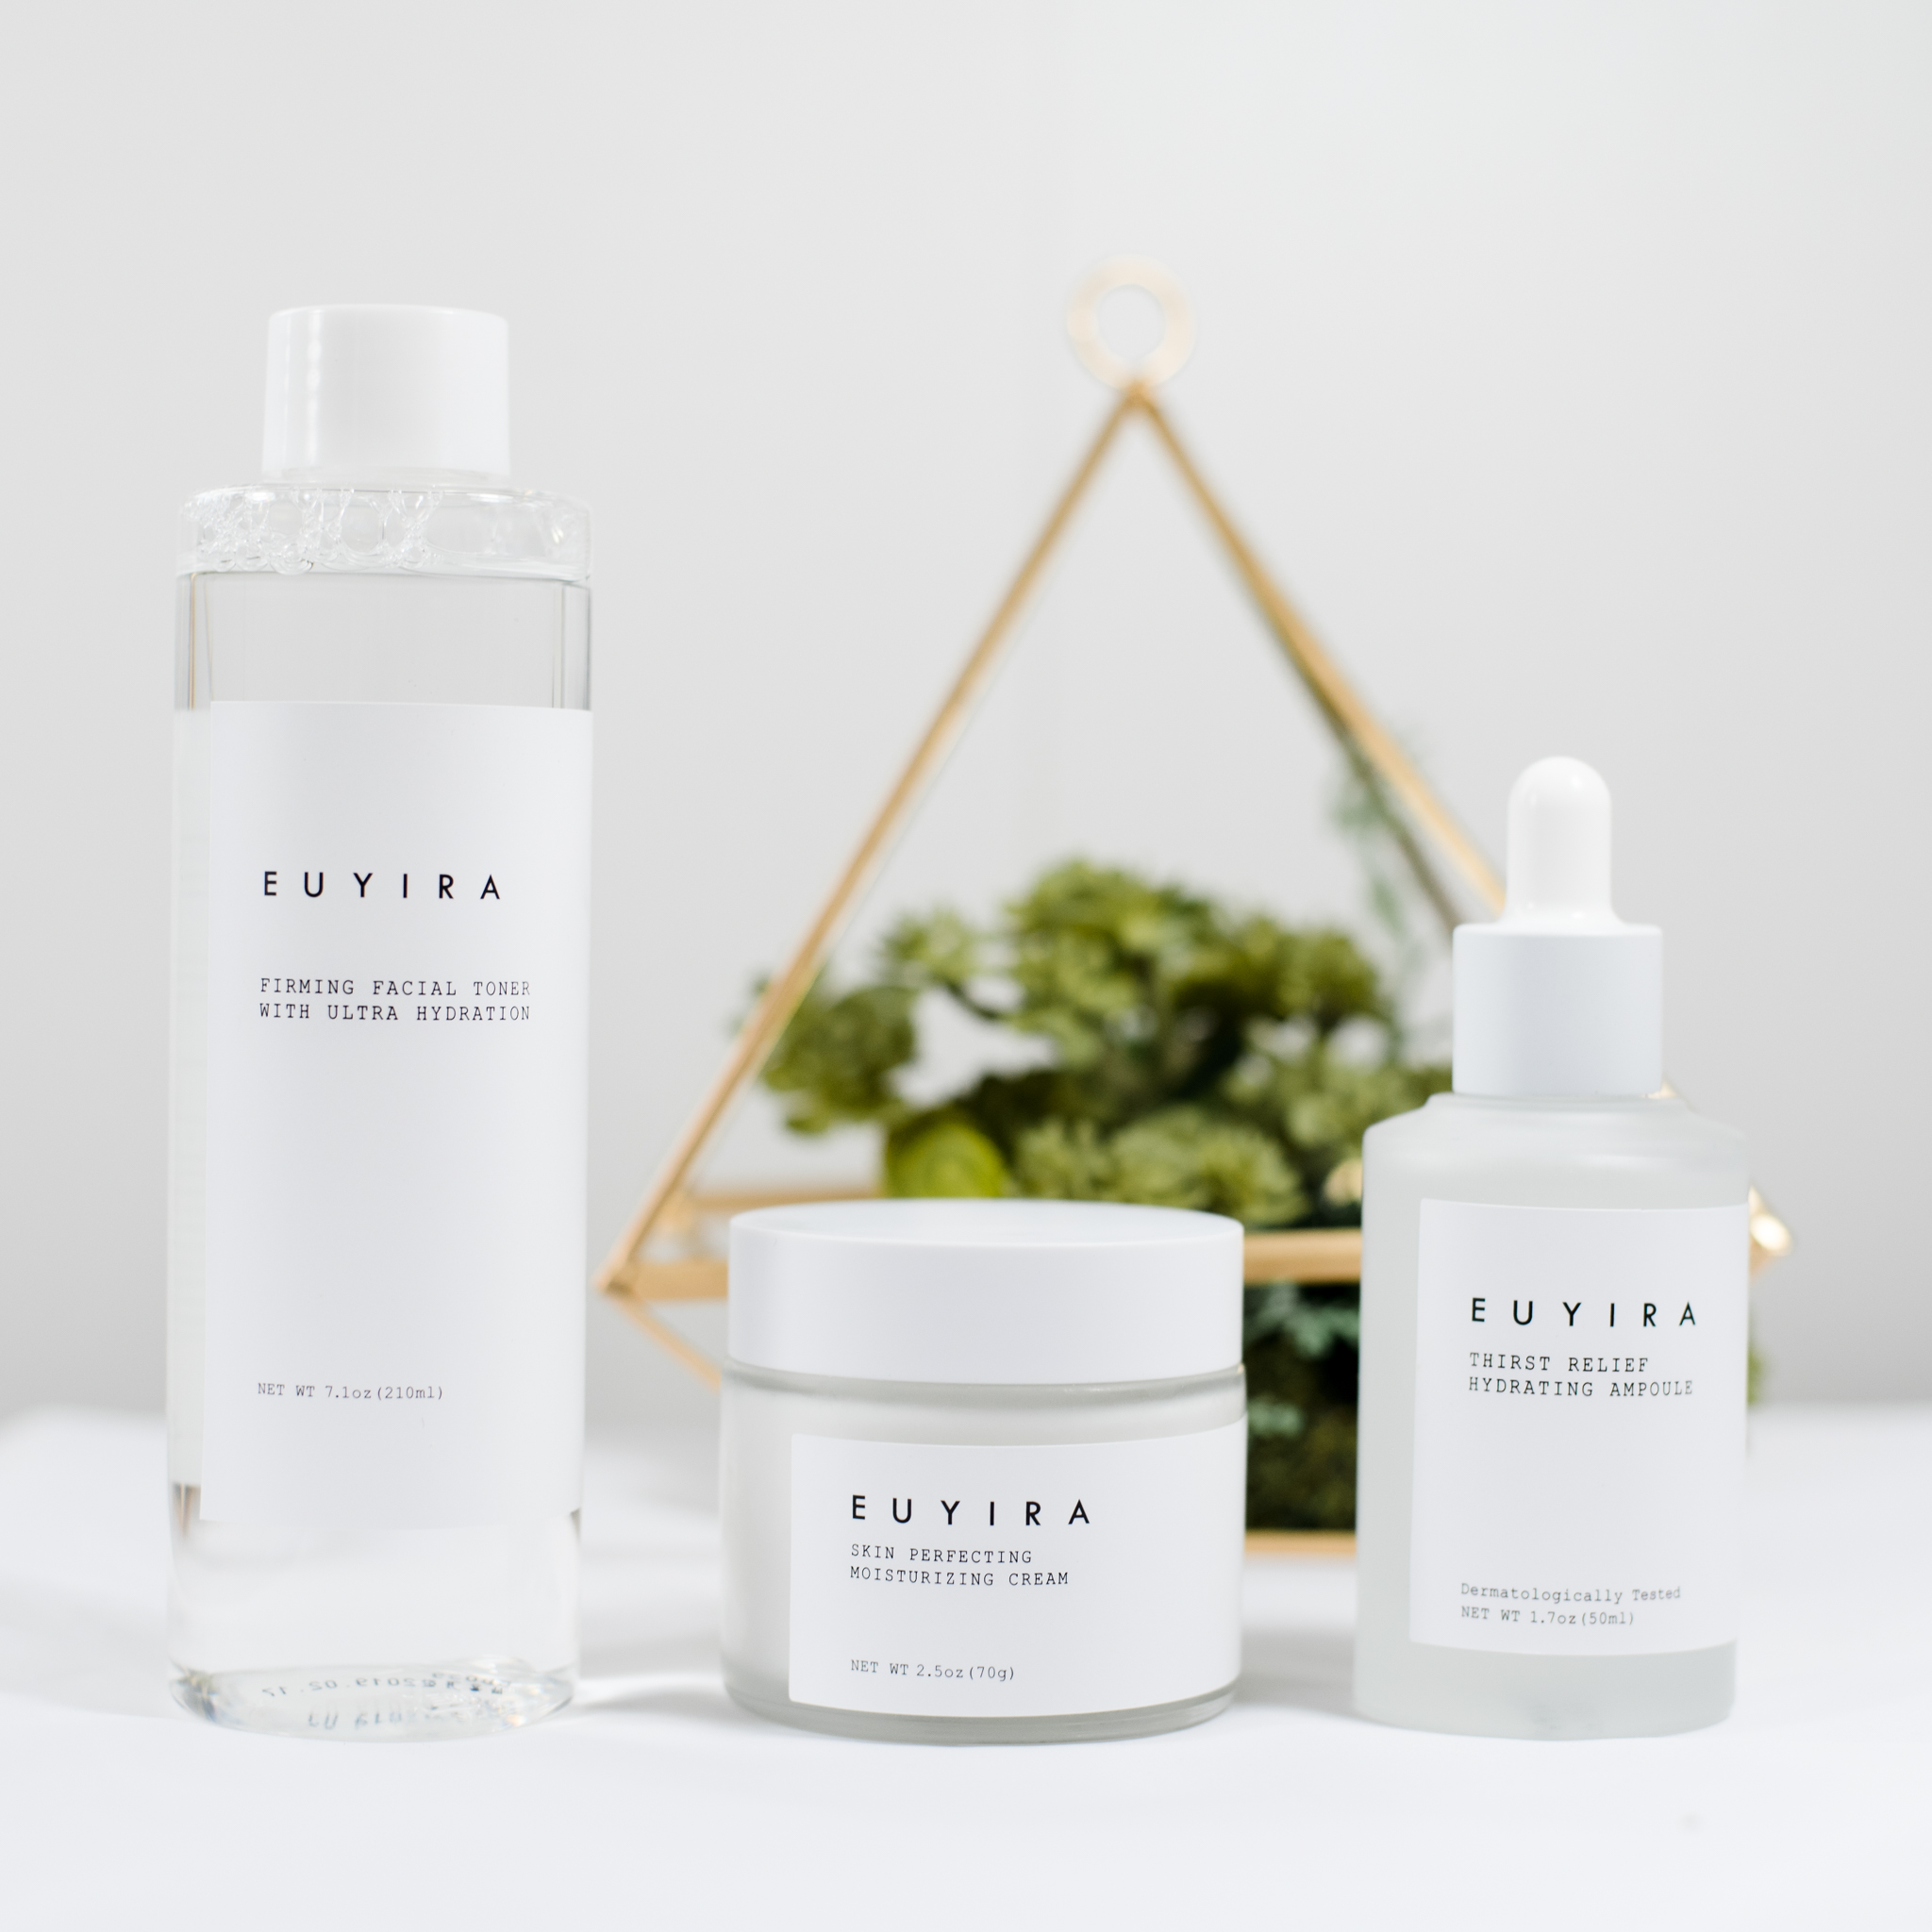 EUYIRA
FIRMING FACIAL TONER
WITH ULTRA HYDRATION
NET WT 7.1oz(210ml)
EUYIRA
SKIN PERFECTING
MOISTURIZING CREAM
NET WT 2.5oz(70g)
EUYIRA
THIRST RELIEF
HYDRATING AMPOULE
Dermatologically Tested
NET WT 1.7oz(50ml)